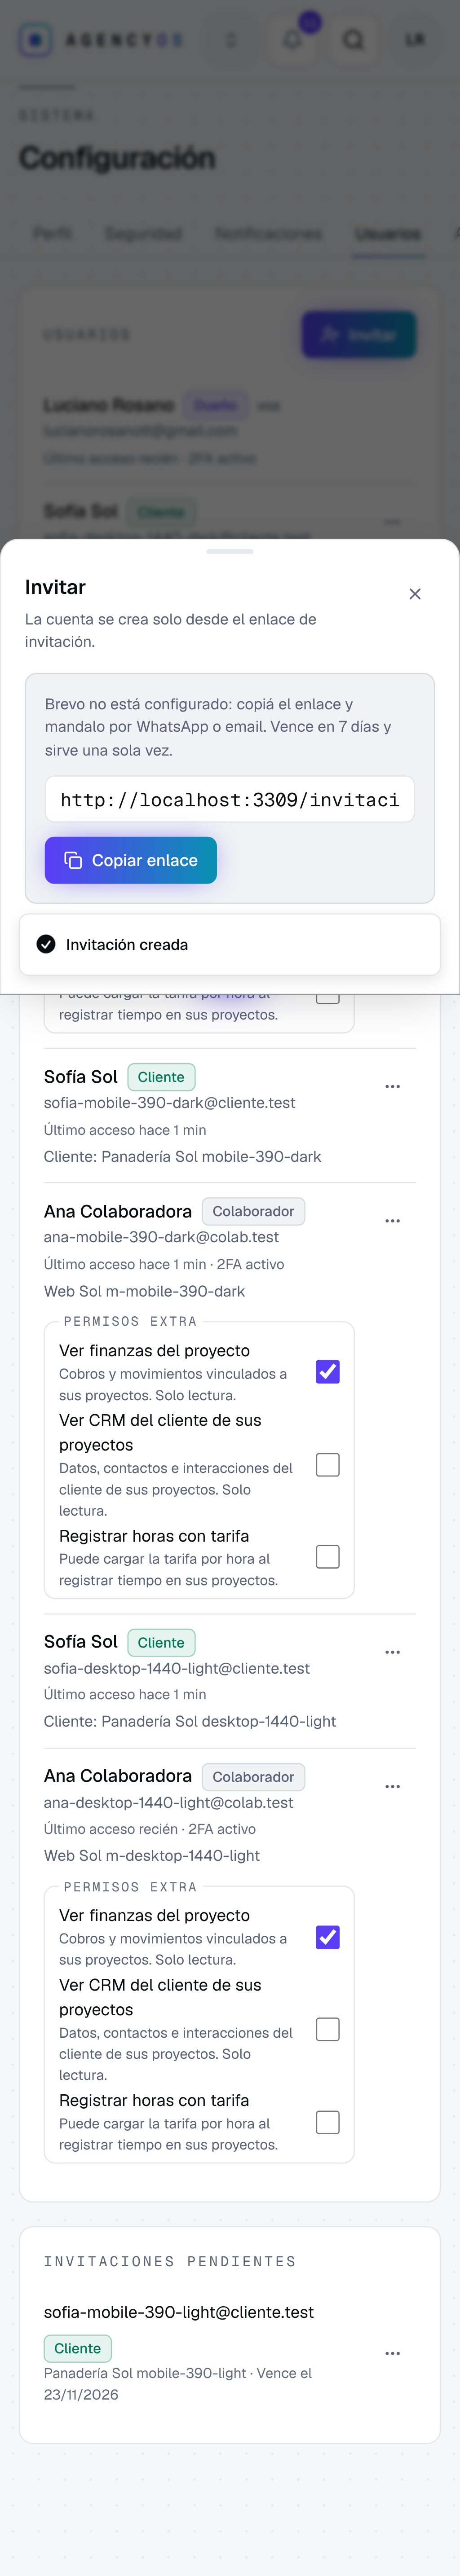 AGENCYOS
LR
SISTEMA
Configuración
Perfil
Seguridad
Notificaciones
Usuarios
USUARIOS
Invitar
Luciano Rosano
Dueño
vos
Último acceso recién · 2FA activo
Sofía Sol
Cliente
Invitar
La cuenta se crea solo desde el enlace de
invitación.
Brevo no está configurado: copiá el enlace y
mandalo por WhatsApp o email. Vence en 7 días y
sirve una sola vez.
http://localhost:3309/invitaci
Copiar enlace
Invitación creada
Puede cargar la tarifa por hora al
registrar tiempo en sus proyectos.
Sofía Sol
Cliente
sofia-mobile-390-dark@cliente.test
Último acceso hace 1 min
Cliente: Panadería Sol mobile-390-dark
Ana Colaboradora
Colaborador
ana-mobile-390-dark@colab.test
Último acceso hace 1 min · 2FA activo
Web Sol m-mobile-390-dark
PERMISOS EXTRA
Ver finanzas del proyecto
Cobros y movimientos vinculados a
sus proyectos. Solo lectura.
Ver CRM del cliente de sus
proyectos
Datos, contactos e interacciones del
cliente de sus proyectos. Solo
lectura.
Registrar horas con tarifa
Puede cargar la tarifa por hora al
registrar tiempo en sus proyectos.
Sofía Sol
Cliente
sofia-desktop-1440-light@cliente.test
Último acceso hace 1 min
Cliente: Panadería Sol desktop-1440-light
Ana Colaboradora
Colaborador
ana-desktop-1440-light@colab.test
Último acceso recién · 2FA activo
Web Sol m-desktop-1440-light
PERMISOS EXTRA
Ver finanzas del proyecto
Cobros y movimientos vinculados a
sus proyectos. Solo lectura.
Ver CRM del cliente de sus
proyectos
Datos, contactos e interacciones del
cliente de sus proyectos. Solo
lectura.
Registrar horas con tarifa
Puede cargar la tarifa por hora al
registrar tiempo en sus proyectos.
INVITACIONES PENDIENTES
sofia-mobile-390-light@cliente.test
Cliente
Panadería Sol mobile-390-light · Vence el
23/11/2026